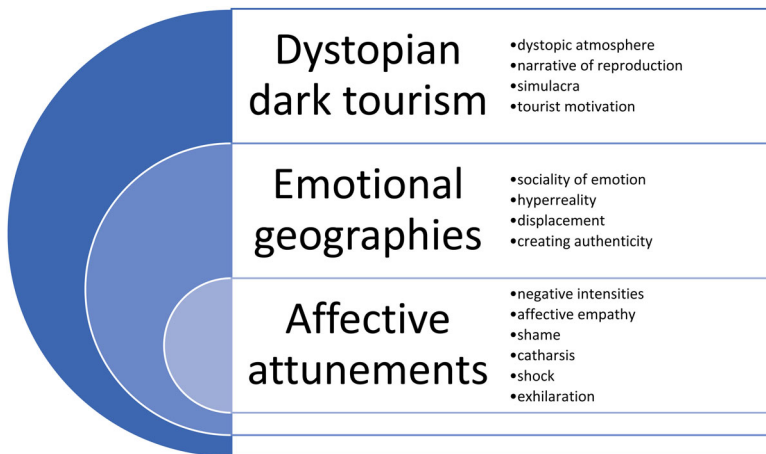 Dystopian
dark tourism
•dystopic atmosphere
•narrative of reproduction
•simulacra
•tourist motivation
Emotional
geographies
•sociality of emotion
•hyperreality
•displacement
•creating authenticity
Affective
attunements
•negative intensities
•affective empathy
•shame
•catharsis
•shock
•exhilaration